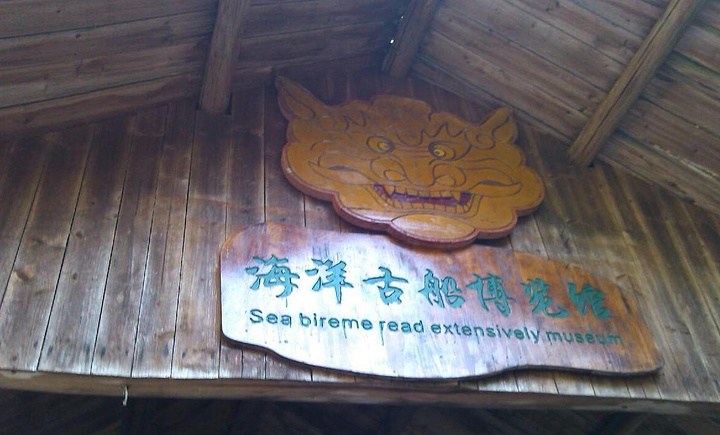 海洋古船博览馆
Sea bireme read extensively museum